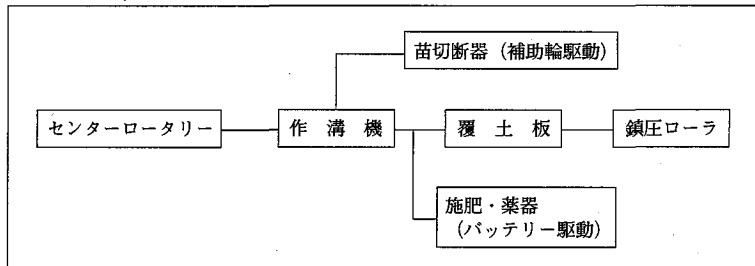 苗切断器(補助輪駆動)
センターロータリー
作溝機
覆土板
鎮圧ローラ
施肥・薬器
(バッテリー駆動)